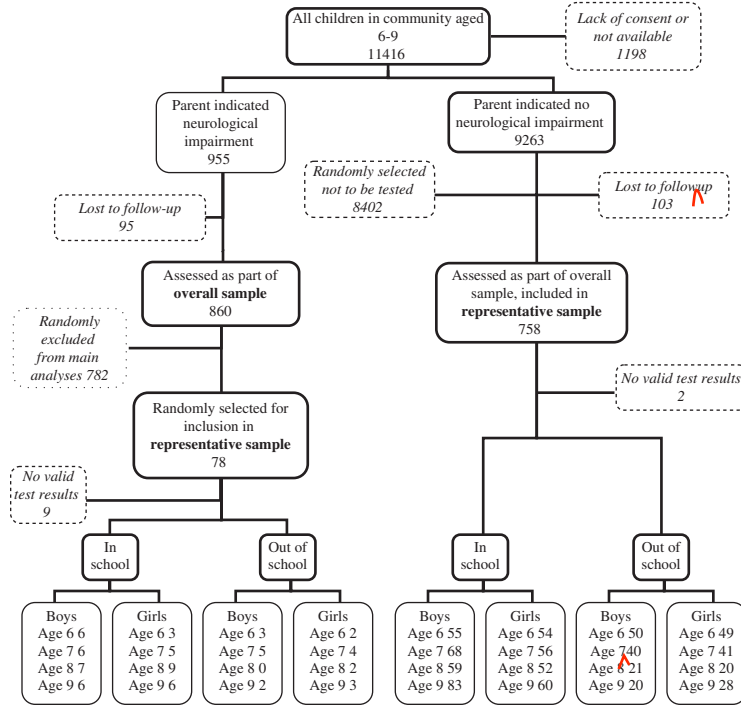 All children in community aged
6-9
11416
Lack of consent or
not available
1198
Parent indicated
neurological
impairment
955
Parent indicated no
neurological impairment
9263
Randomly selected
not to be tested
8402
Lost to followup
103
Lost to follow-up
95
Assessed as part of
overall sample
860
Assessed as part of overall
sample, included in
representative sample
758
Randomly
excluded
from main
analyses 782
No valid test results
2
Randomly selected for
inclusion in
representative sample
78
No valid
test results
9
In
school
Out of
school
In
school
Out of
school
Boys
Age 6 6
Age 7 6
Age 8 7
Age 9 6
Girls
Age 6 3
Age 7 5
Age 8 9
Age 9 6
Boys
Age 6 3
Age 7 5
Age 8 0
Age 9 2
Girls
Age 6 2
Age 7 4
Age 8 2
Age 9 3
Boys
Age 6 55
Age 7 68
Age 8 59
Age 9 83
Girls
Age 6 54
Age 7 56
Age 8 52
Age 9 60
Boys
Age 6 50
Age 740
Age 8 21
Age 9 20
Girls
Age 6 49
Age 7 41
Age 8 20
Age 9 28